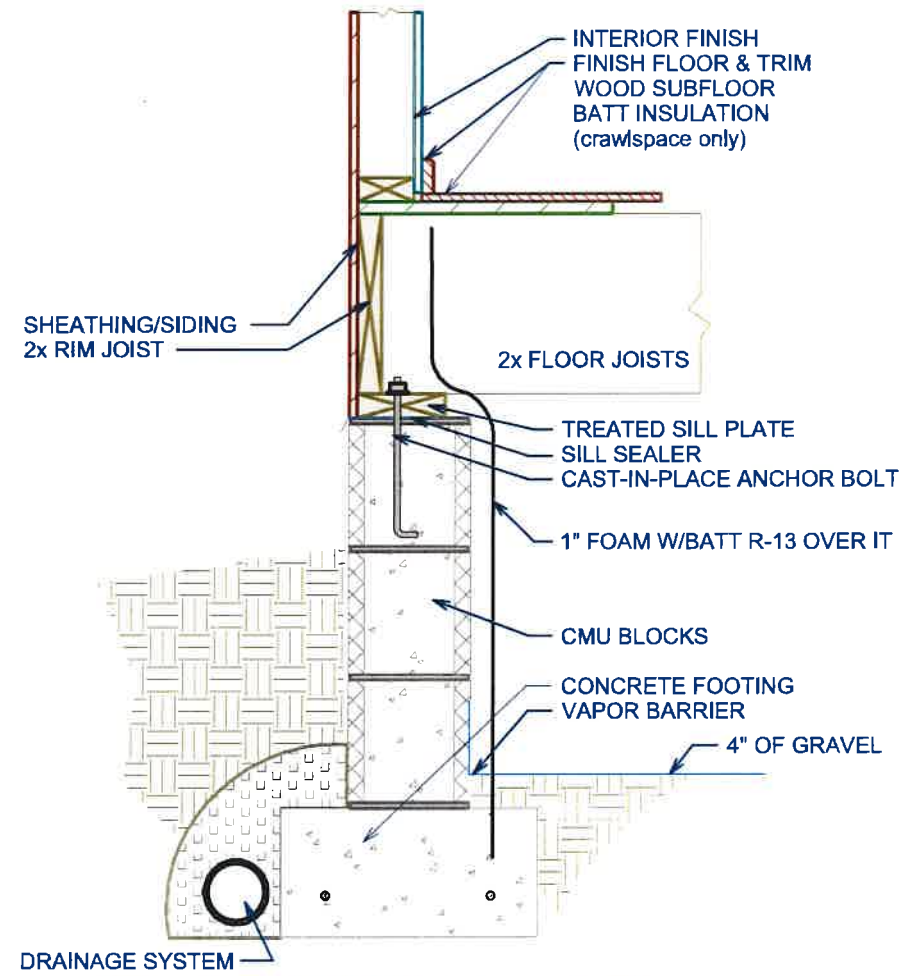 INTERIOR FINISH
FINISH FLOOR & TRIM
WOOD SUBFLOOR
BATT INSULATION
(crawlspace only)
SHEATHING/SIDING
2x RIM JOIST
2x FLOOR JOISTS
TREATED SILL PLATE
SILL SEALER
CAST-IN-PLACE ANCHOR BOLT
1" FOAM W/BATT R-13 OVER IT
CMU BLOCKS
CONCRETE FOOTING
VAPOR BARRIER
4" OF GRAVEL
DRAINAGE SYSTEM